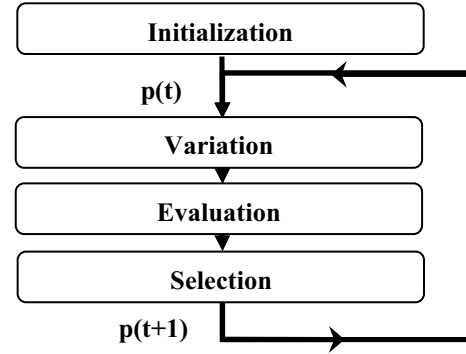 Initialization
p(t)
Variation
Evaluation
Selection
p(t+1)